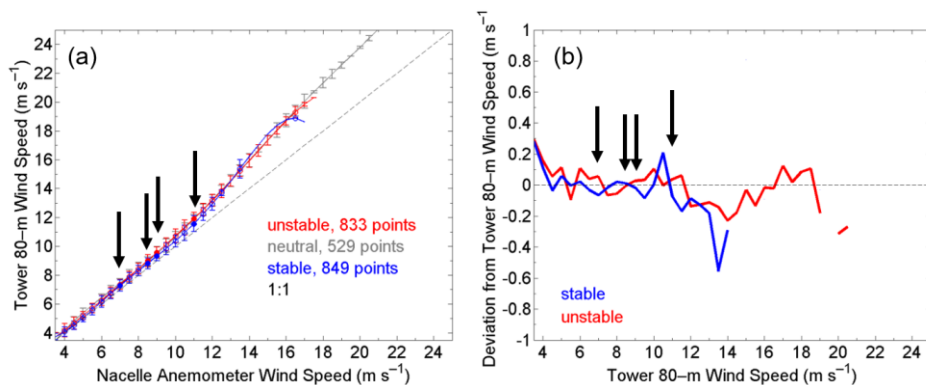 (a)
24
22
20
18
16
14
12
10
8
6
4
Tower 80–m Wind Speed (m s⁻¹)
unstable, 833 points
neutral, 529 points
stable, 849 points
1:1
4 6 8 10 12 14 16 18 20 22 24
Nacelle Anemometer Wind Speed (m s⁻¹)
(b)
1
0.8
0.6
0.4
0.2
0
-0.2
-0.4
-0.6
-0.8
-1
Deviation from Tower 80–m Wind Speed (m s⁻¹)
stable
unstable
4 6 8 10 12 14 16 18 20 22 24
Tower 80–m Wind Speed (m s⁻¹)